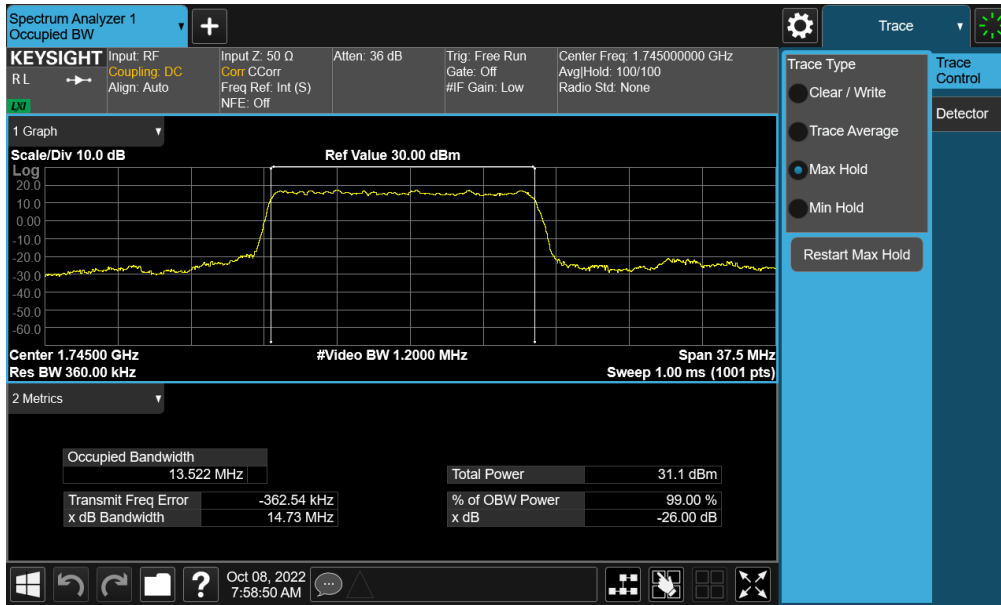 Spectrum Analyzer 1
Occupied BW
+
Trace
KEYSIGHT
R L
LXI
Input: RF
Coupling: DC
Align: Auto
Input Z: 50 Ω
Corr CCorr
Freq Ref: Int (S)
NFE: Off
Atten: 36 dB
Trig: Free Run
Gate: Off
#IF Gain: Low
Center Freq: 1.745000000 GHz
Avg|Hold: 100/100
Radio Std: None
Trace Type
Clear / Write
Trace Average
Max Hold
Min Hold
Restart Max Hold
Trace
Control
Detector
1 Graph
Scale/Div 10.0 dB
Ref Value 30.00 dBm
Log
20.0
10.0
0.00
-10.0
-20.0
-30.0
-40.0
-50.0
-60.0
Center 1.74500 GHz
#Video BW 1.2000 MHz
Span 37.5 MHz
Res BW 360.00 kHz
Sweep 1.00 ms (1001 pts)
2 Metrics
Occupied Bandwidth
13.522 MHz
Total Power 31.1 dBm
Transmit Freq Error -362.54 kHz
% of OBW Power 99.00 %
x dB Bandwidth 14.73 MHz
x dB -26.00 dB
?
Oct 08, 2022
7:58:50 AM